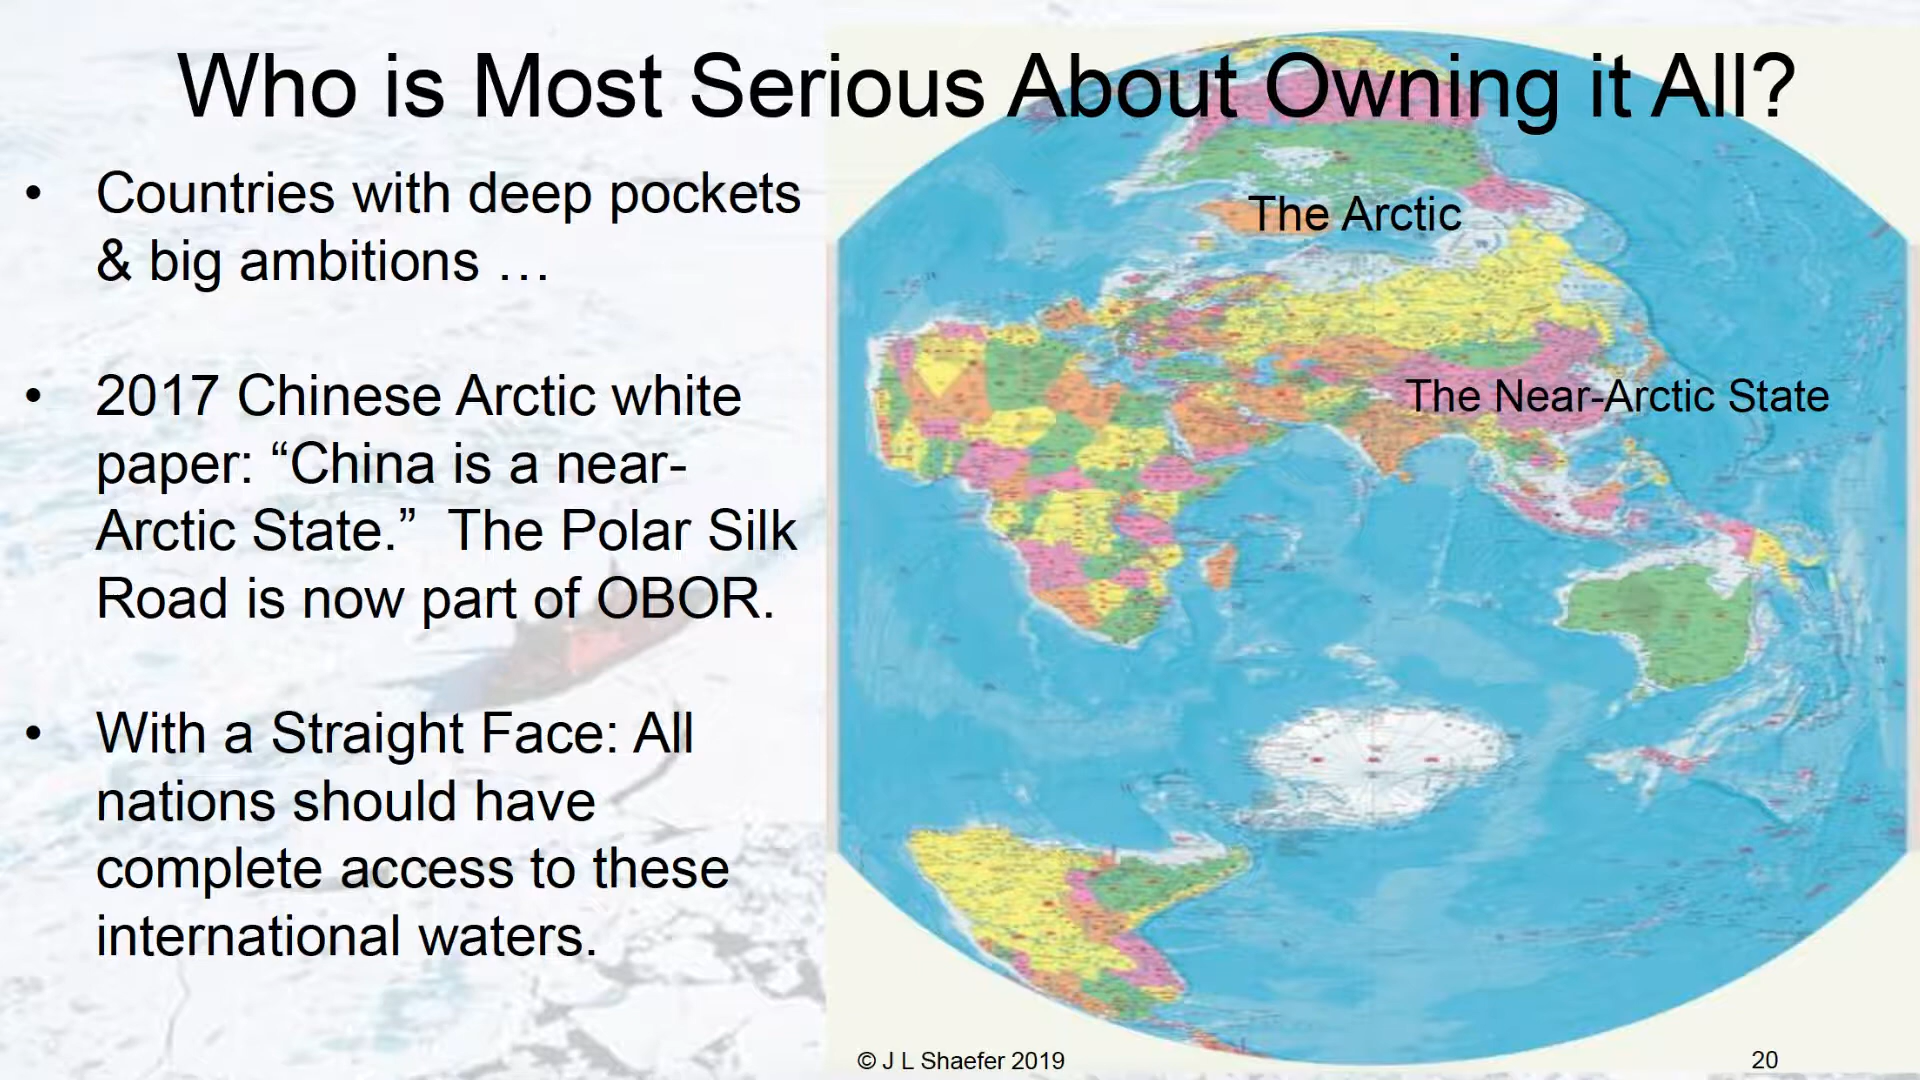 Who is Most Serious About Owning it All?
• Countries with deep pockets
& big ambitions …
• 2017 Chinese Arctic white
paper: “China is a near-
Arctic State.”  The Polar Silk
Road is now part of OBOR.
• With a Straight Face: All
nations should have
complete access to these
international waters.
The Arctic
The Near-Arctic State
© J L Shaefer 2019
20